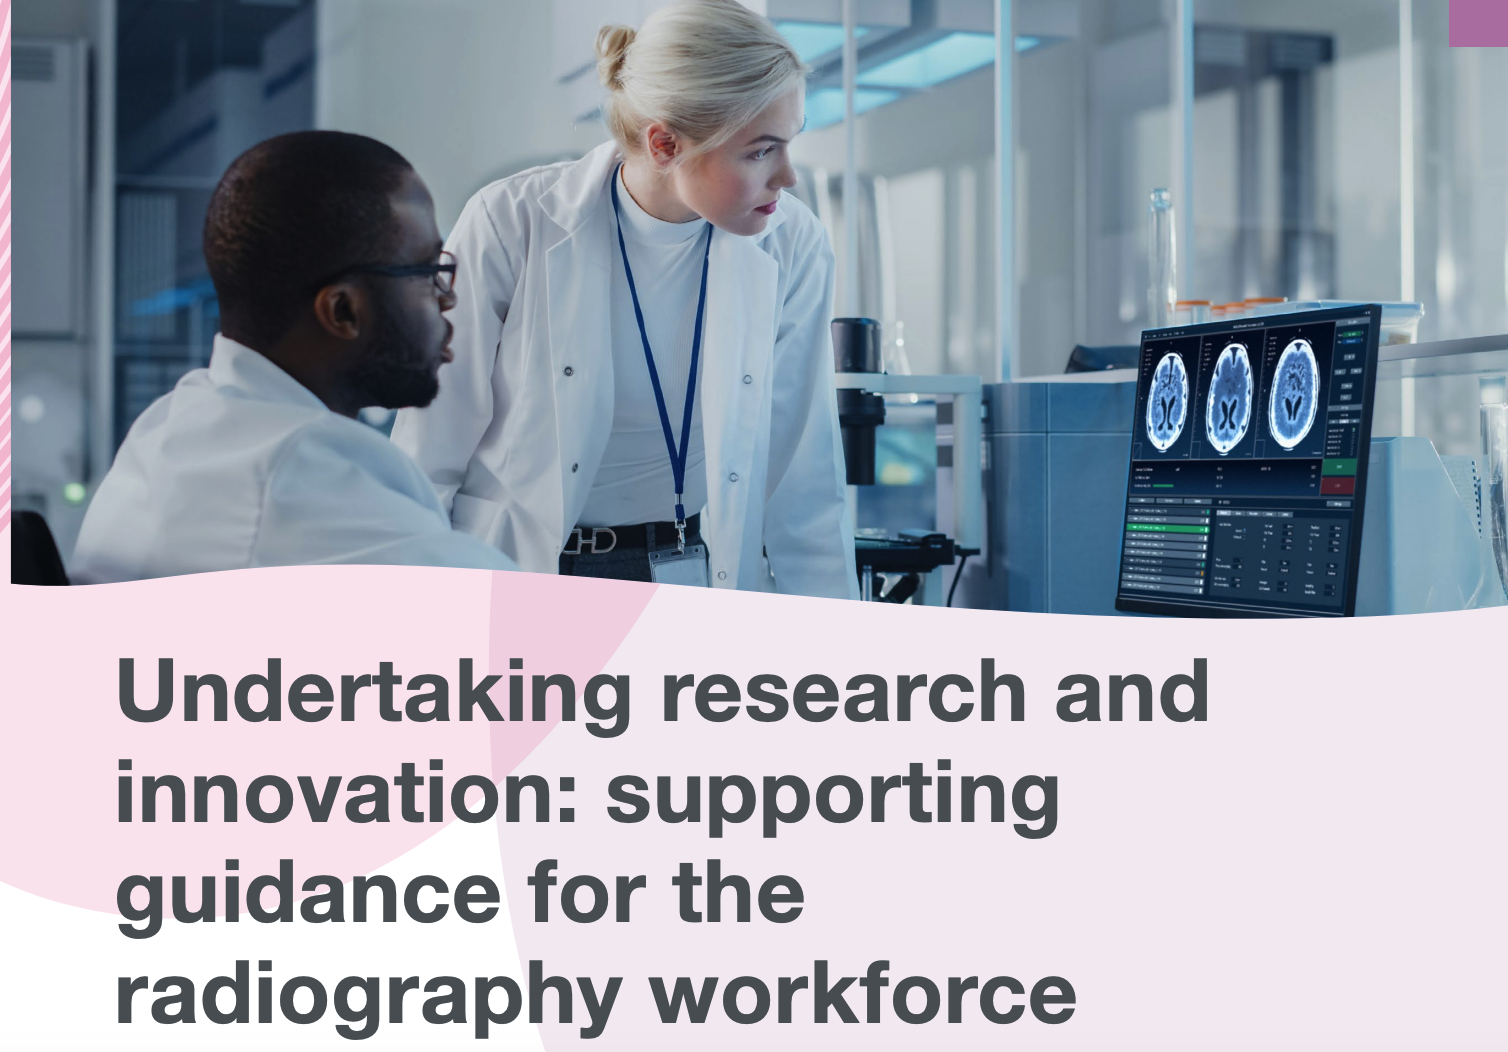 Undertaking research and
innovation: supporting
guidance for the
radiography workforce